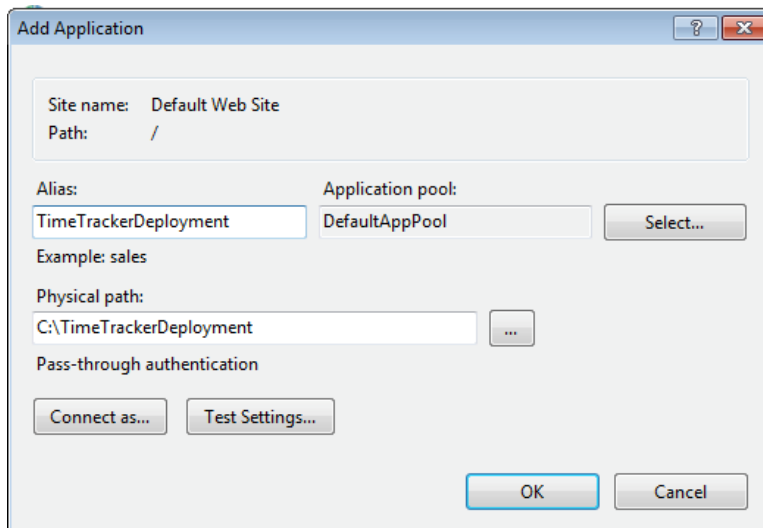 Add Application
Site name: Default Web Site
Path: /
Alias: Application pool:
TimeTrackerDeployment DefaultAppPool Select...
Example: sales
Physical path:
C:\TimeTrackerDeployment ...
Pass-through authentication
Connect as... Test Settings...
OK Cancel